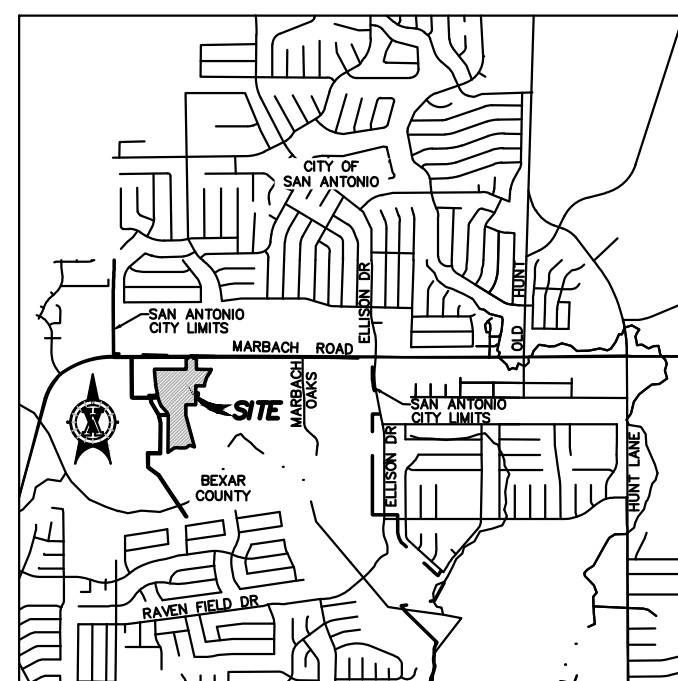 CITY OF
SAN ANTONIO
ELLISON DR
OLD HUNT
SAN ANTONIO
CITY LIMITS
MARBACH ROAD
MARBACH
OAKS
SITE
SAN ANTONIO
CITY LIMITS
ELLISON DR
HUNT LANE
BEXAR
COUNTY
RAVEN FIELD DR